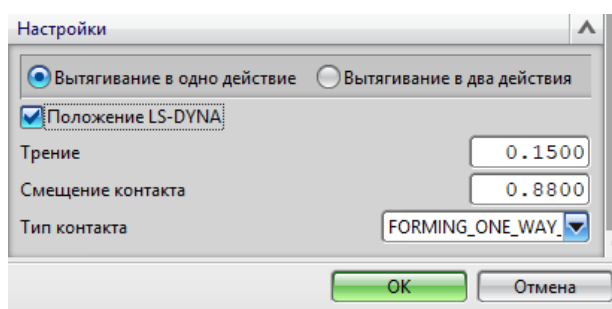 Настройки
Вытягивание в одно действие Вытягивание в два действия
Положение LS-DYNA
Трение 0.1500
Смещение контакта 0.8800
Тип контакта FORMING_ONE_WAY_
OK Отмена